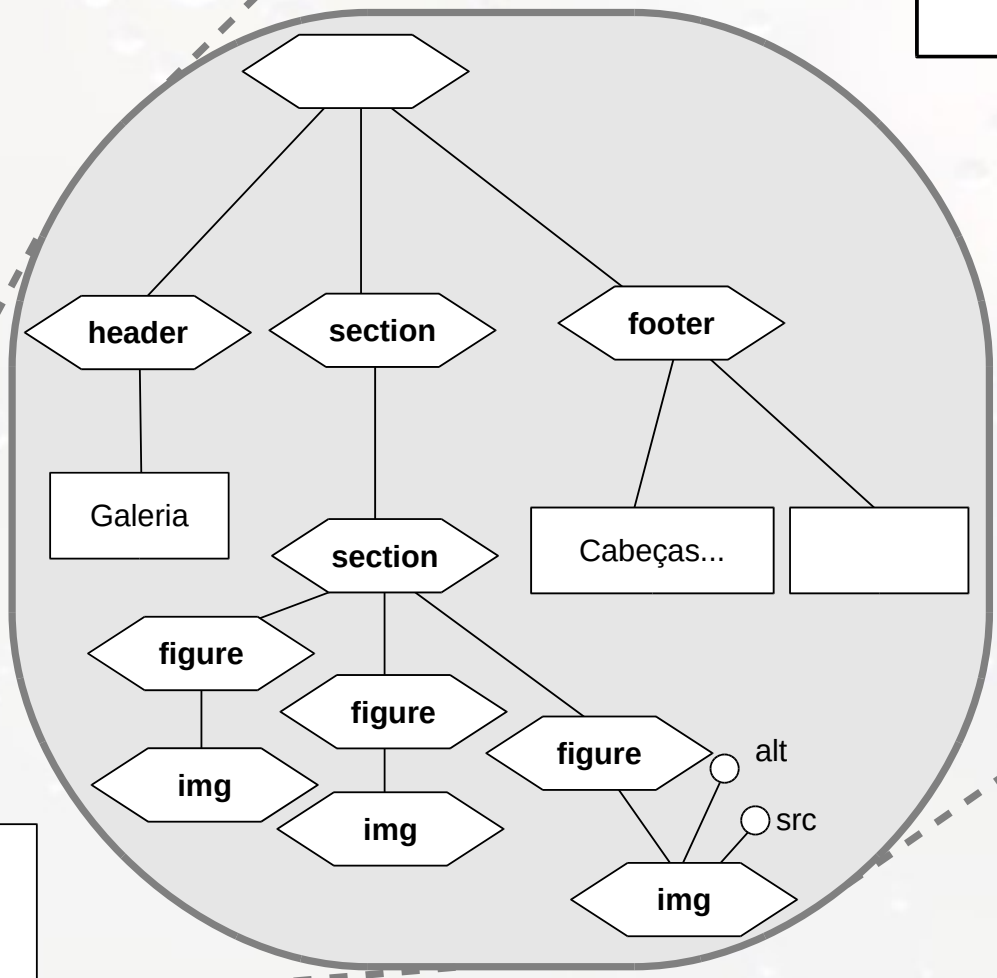 header
section
footer
Galeria
Cabeças...
section
figure
figure
figure
alt
img
src
img
img